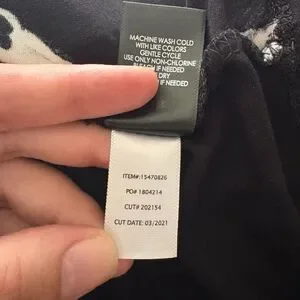 MACHINE WASH COLD
WITH LIKE COLORS
GENTLE CYCLE
USE ONLY NON-CHLORINE
BLEACH IF NEEDED
DRY
IF NEEDED
ITEM#: 15470826
PO# 1804214
CUT# 202154
CUT DATE: 03/2021